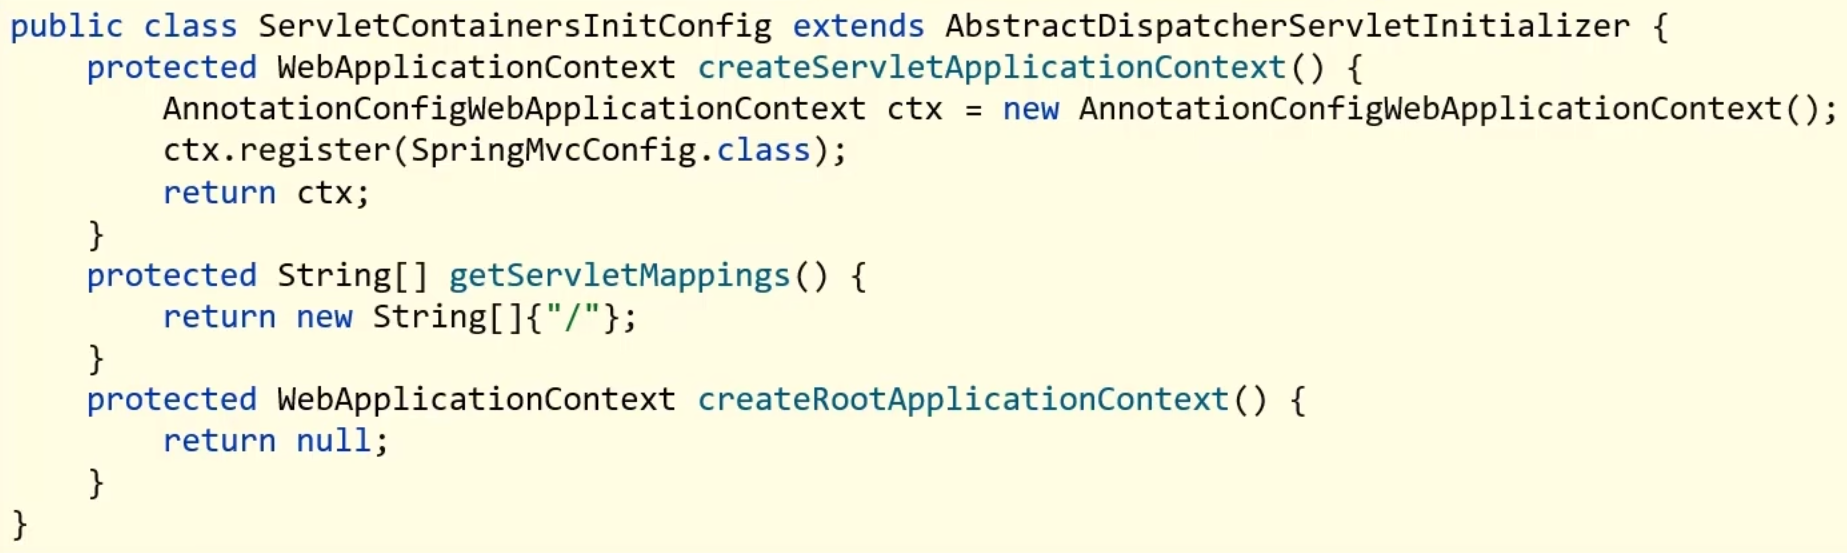 public class ServletContainersInitConfig extends AbstractDispatcherServletInitializer {
    protected WebApplicationContext createServletApplicationContext() {
        AnnotationConfigWebApplicationContext ctx = new AnnotationConfigWebApplicationContext();
        ctx.register(SpringMvcConfig.class);
        return ctx;
    }
    protected String[] getServletMappings() {
        return new String[]{"/"};
    }
    protected WebApplicationContext createRootApplicationContext() {
        return null;
    }
}